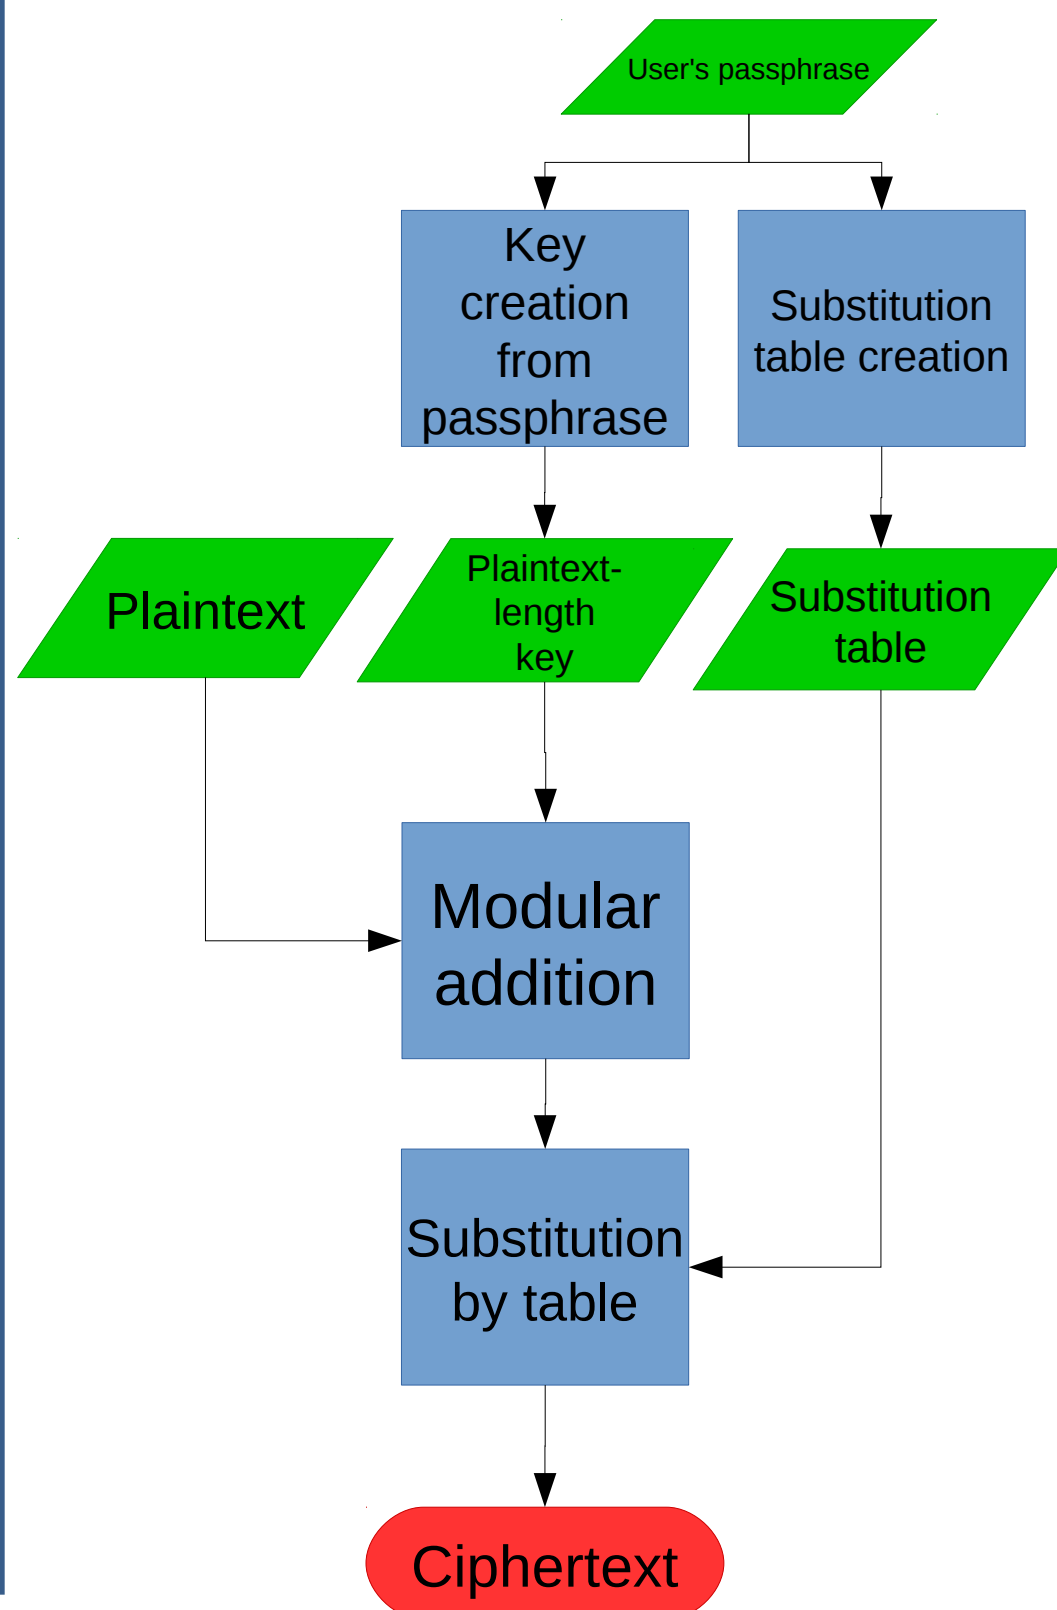 User's passphrase
Key
creation
from
passphrase
Substitution
table creation
Plaintext
Plaintext-
length
key
Substitution
table
Modular
addition
Substitution
by table
Ciphertext